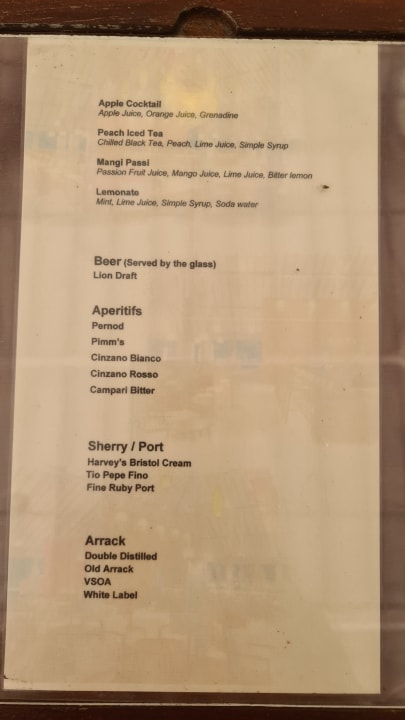 Apple Cocktail
Apple Juice, Orange Juice, Grenadine
Peach Iced Tea
Chilled Black Tea, Peach, Lime Juice, Simple Syrup
Mangi Passi
Passion Fruit Juice, Mango Juice, Lime Juice, Bitter lemon
Lemonate
Mint, Lime Juice, Simple Syrup, Soda water
Beer (Served by the glass)
Lion Draft
Aperitifs
Pernod
Pimm's
Cinzano Bianco
Cinzano Rosso
Campari Bitter
Sherry / Port
Harvey's Bristol Cream
Tio Pepe Fino
Fine Ruby Port
Arrack
Double Distilled
Old Arrack
VSOA
White Label